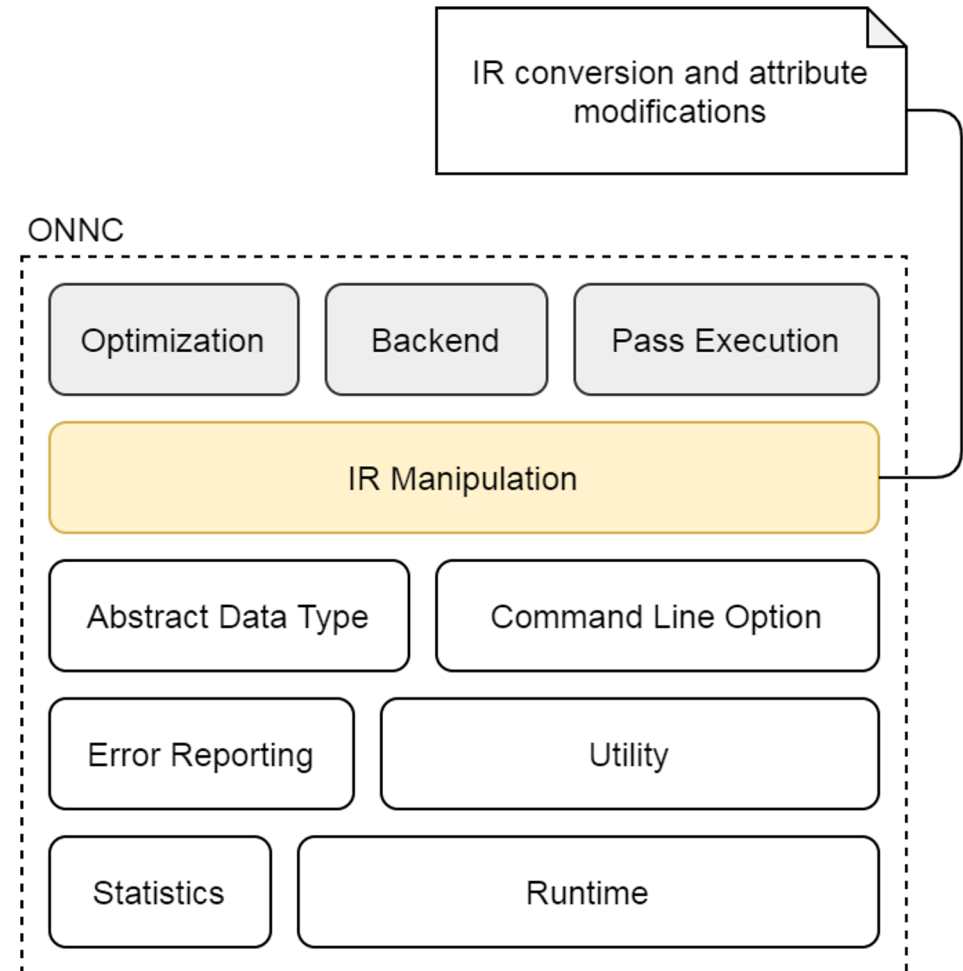 IR conversion and attribute
modifications
ONNC
Optimization
Backend
Pass Execution
IR Manipulation
Abstract Data Type
Command Line Option
Error Reporting
Utility
Statistics
Runtime